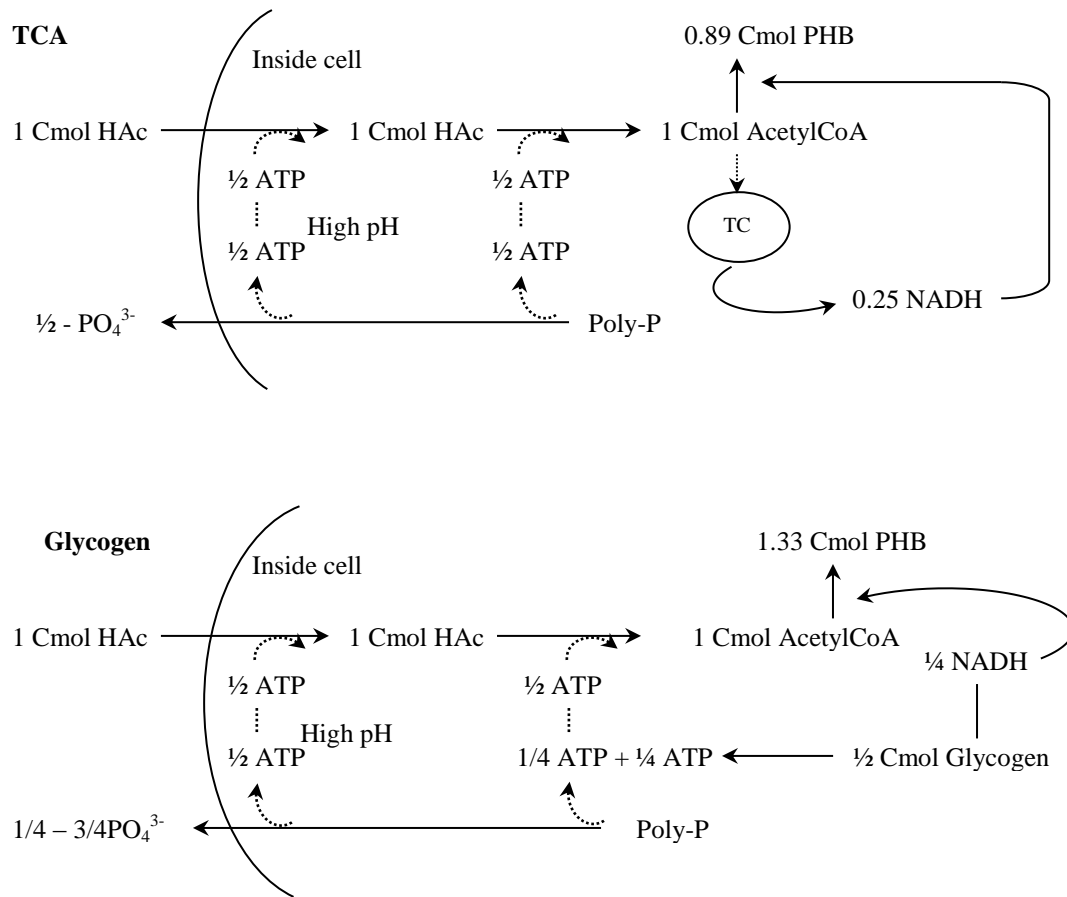 TCA
0.89 Cmol PHB
Inside cell
1 Cmol HAc 1 Cmol HAc 1 Cmol AcetylCoA
½ ATP ½ ATP
TC
High pH
½ ATP ½ ATP
0.25 NADH
½ - PO₄³⁻ Poly-P
Glycogen
1.33 Cmol PHB
Inside cell
1 Cmol HAc 1 Cmol HAc 1 Cmol AcetylCoA
¼ NADH
½ ATP ½ ATP
High pH
½ ATP 1/4 ATP + ¼ ATP ½ Cmol Glycogen
1/4 – 3/4PO₄³⁻ Poly-P